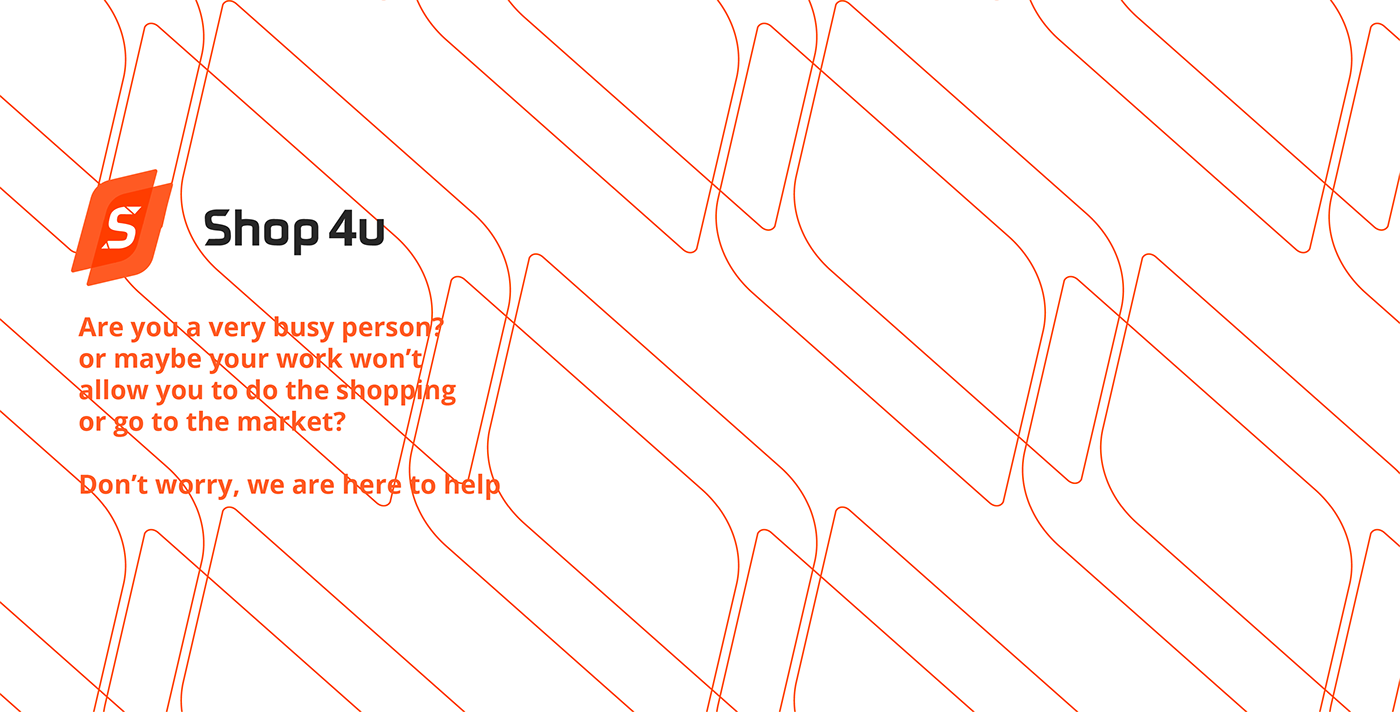 S
Shop 4u
Are you a very busy person?
or maybe your work won’t
allow you to do the shopping
or go to the market?
Don’t worry, we are here to help